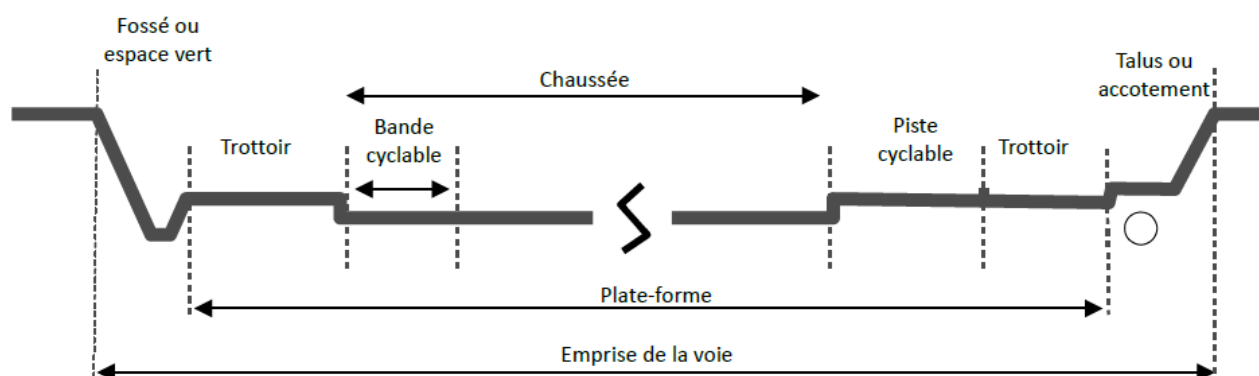 Fossé ou
espace vert
Chaussée
Talus ou
accotement
Trottoir
Bande
cyclable
Piste
cyclable
Trottoir
Plate-forme
Emprise de la voie